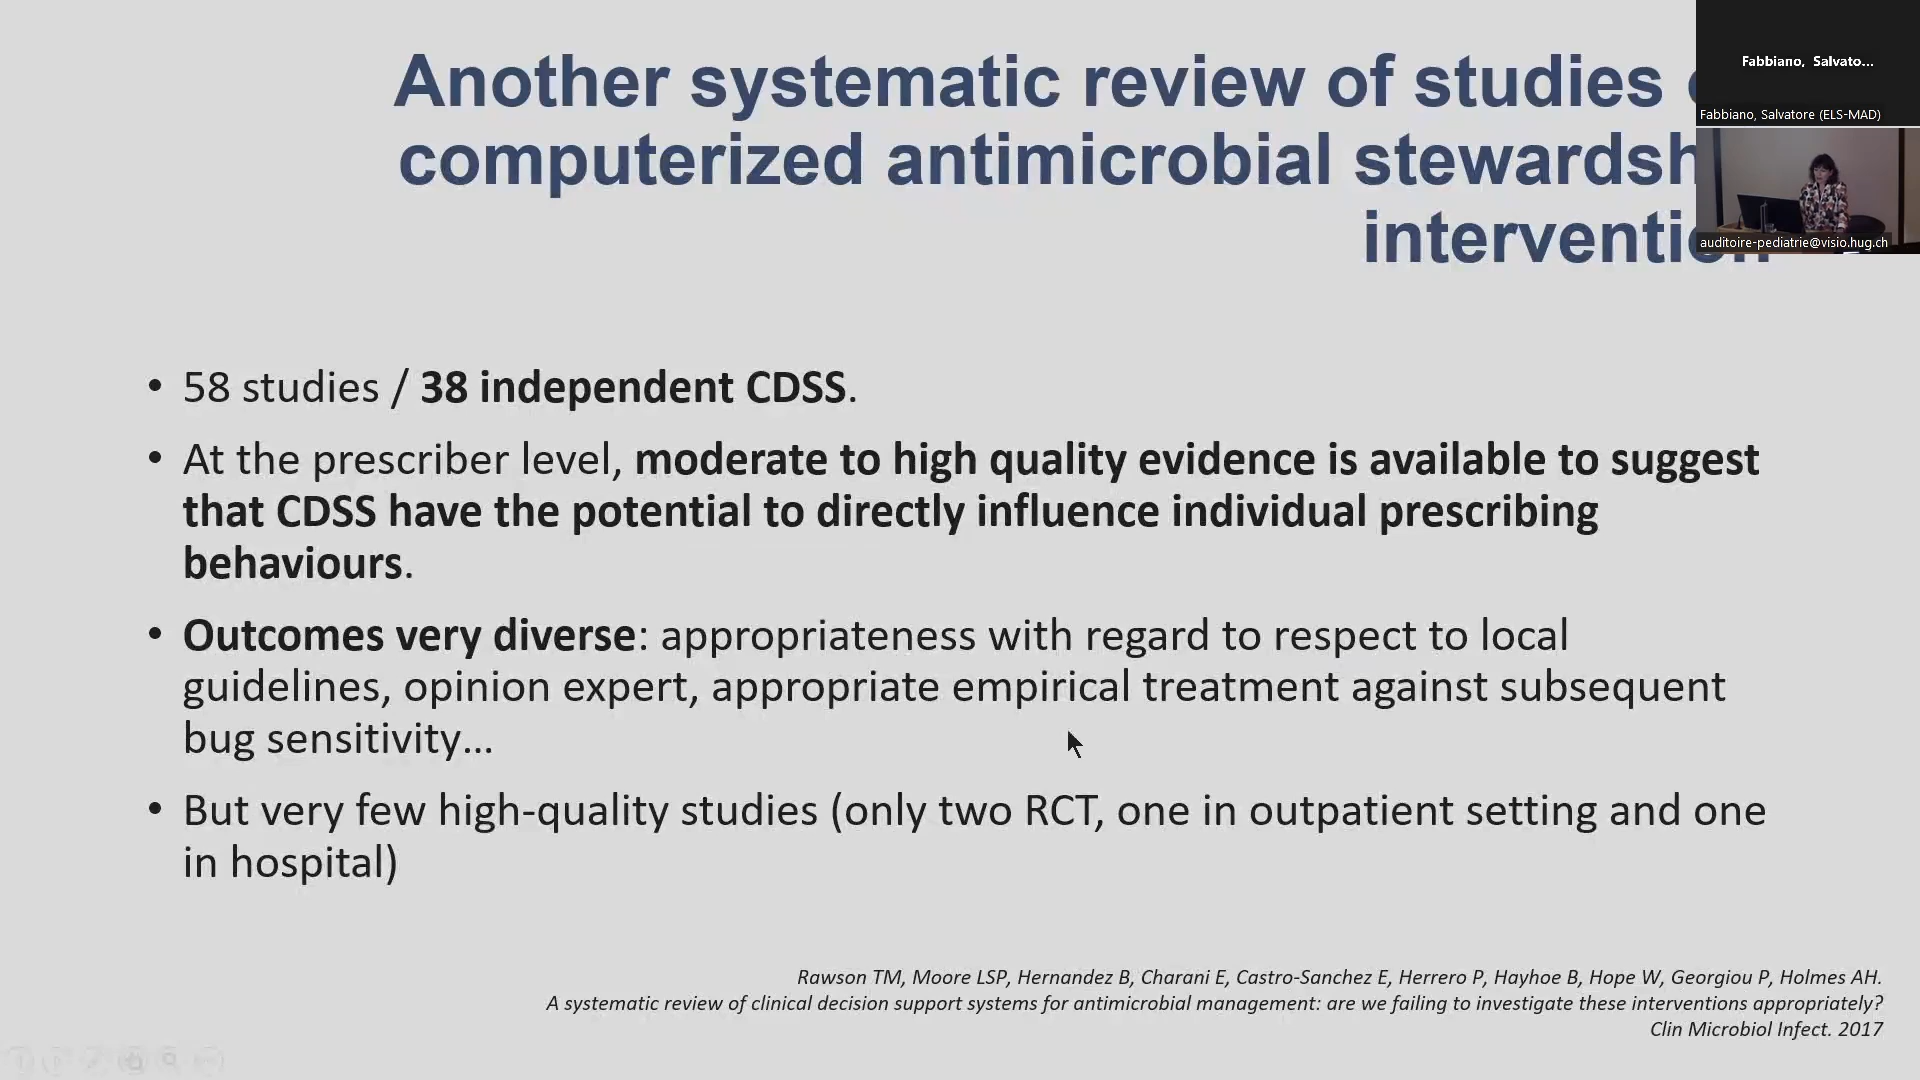 Another systematic review of studies
computerized antimicrobial stewardsh
interventi
Fabbiano, Salvato...
Fabbiano, Salvatore (ELS-MAD)
auditoire-pediatrie@visio.hug.ch
• 58 studies / 38 independent CDSS.
• At the prescriber level, moderate to high quality evidence is available to suggest
that CDSS have the potential to directly influence individual prescribing
behaviours.
• Outcomes very diverse: appropriateness with regard to respect to local
guidelines, opinion expert, appropriate empirical treatment against subsequent
bug sensitivity...
• But very few high-quality studies (only two RCT, one in outpatient setting and one
in hospital)
Rawson TM, Moore LSP, Hernandez B, Charani E, Castro-Sanchez E, Herrero P, Hayhoe B, Hope W, Georgiou P, Holmes AH.
A systematic review of clinical decision support systems for antimicrobial management: are we failing to investigate these interventions appropriately?
Clin Microbiol Infect. 2017